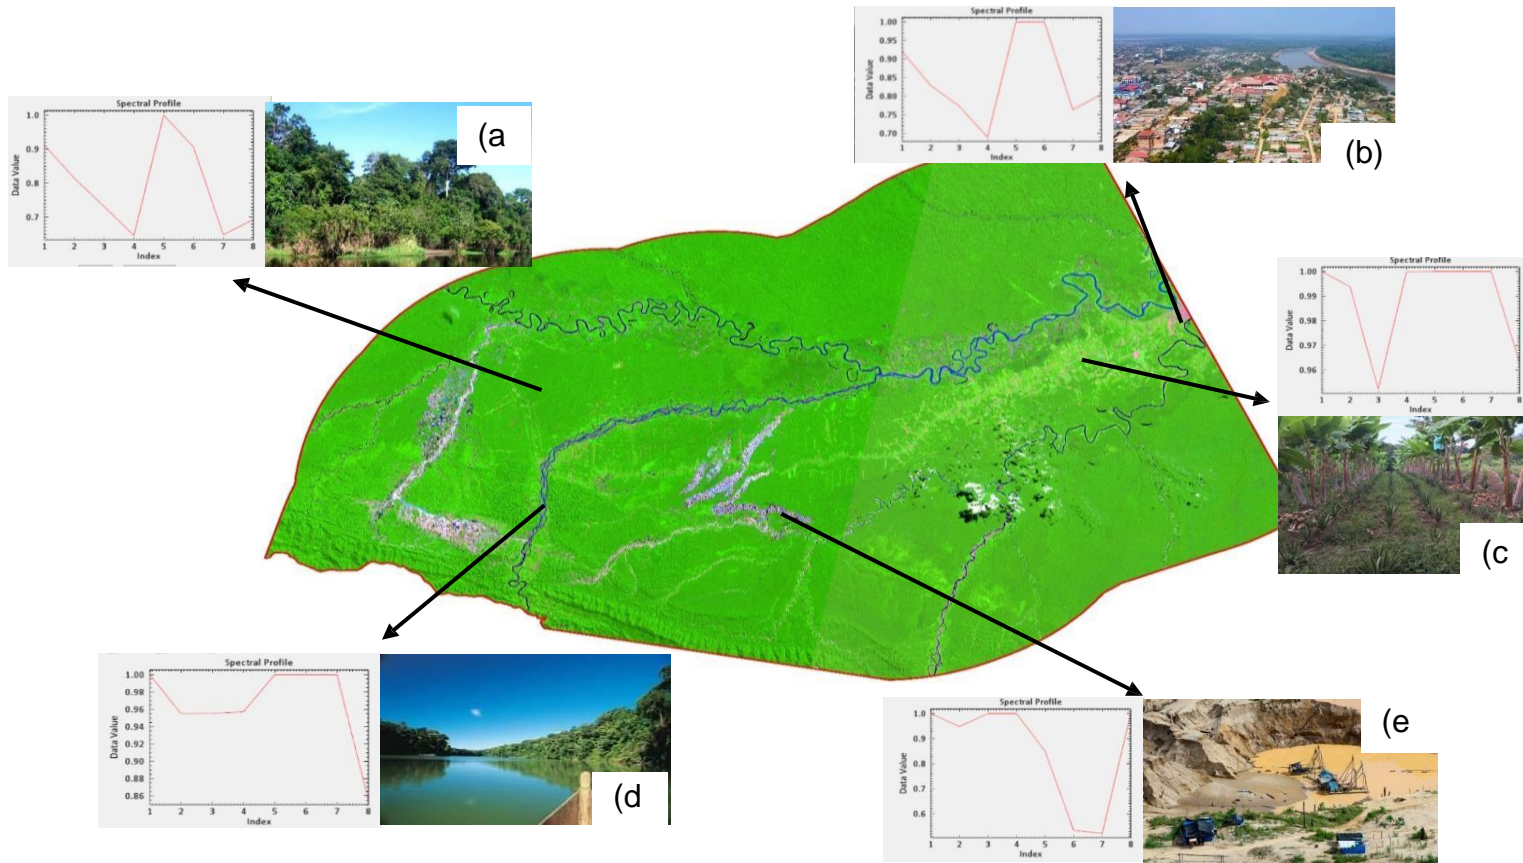 Spectral Profile
Data Value
1.0
0.9
0.8
0.7
1 2 3 4 5 6 7 8
Index
(a
Spectral Profile
Data Value
1.00
0.95
0.90
0.85
0.80
0.75
0.70
1 2 3 4 5 6 7 8
Index
(b)
Spectral Profile
Data Value
1.00
0.99
0.98
0.97
0.96
1 2 3 4 5 6 7 8
Index
(c
Spectral Profile
Data Value
1.00
0.98
0.96
0.94
0.92
0.90
0.88
0.86
1 2 3 4 5 6 7 8
Index
(d
Spectral Profile
Data Value
1.0
0.9
0.8
0.7
0.6
1 2 3 4 5 6 7 8
Index
(e